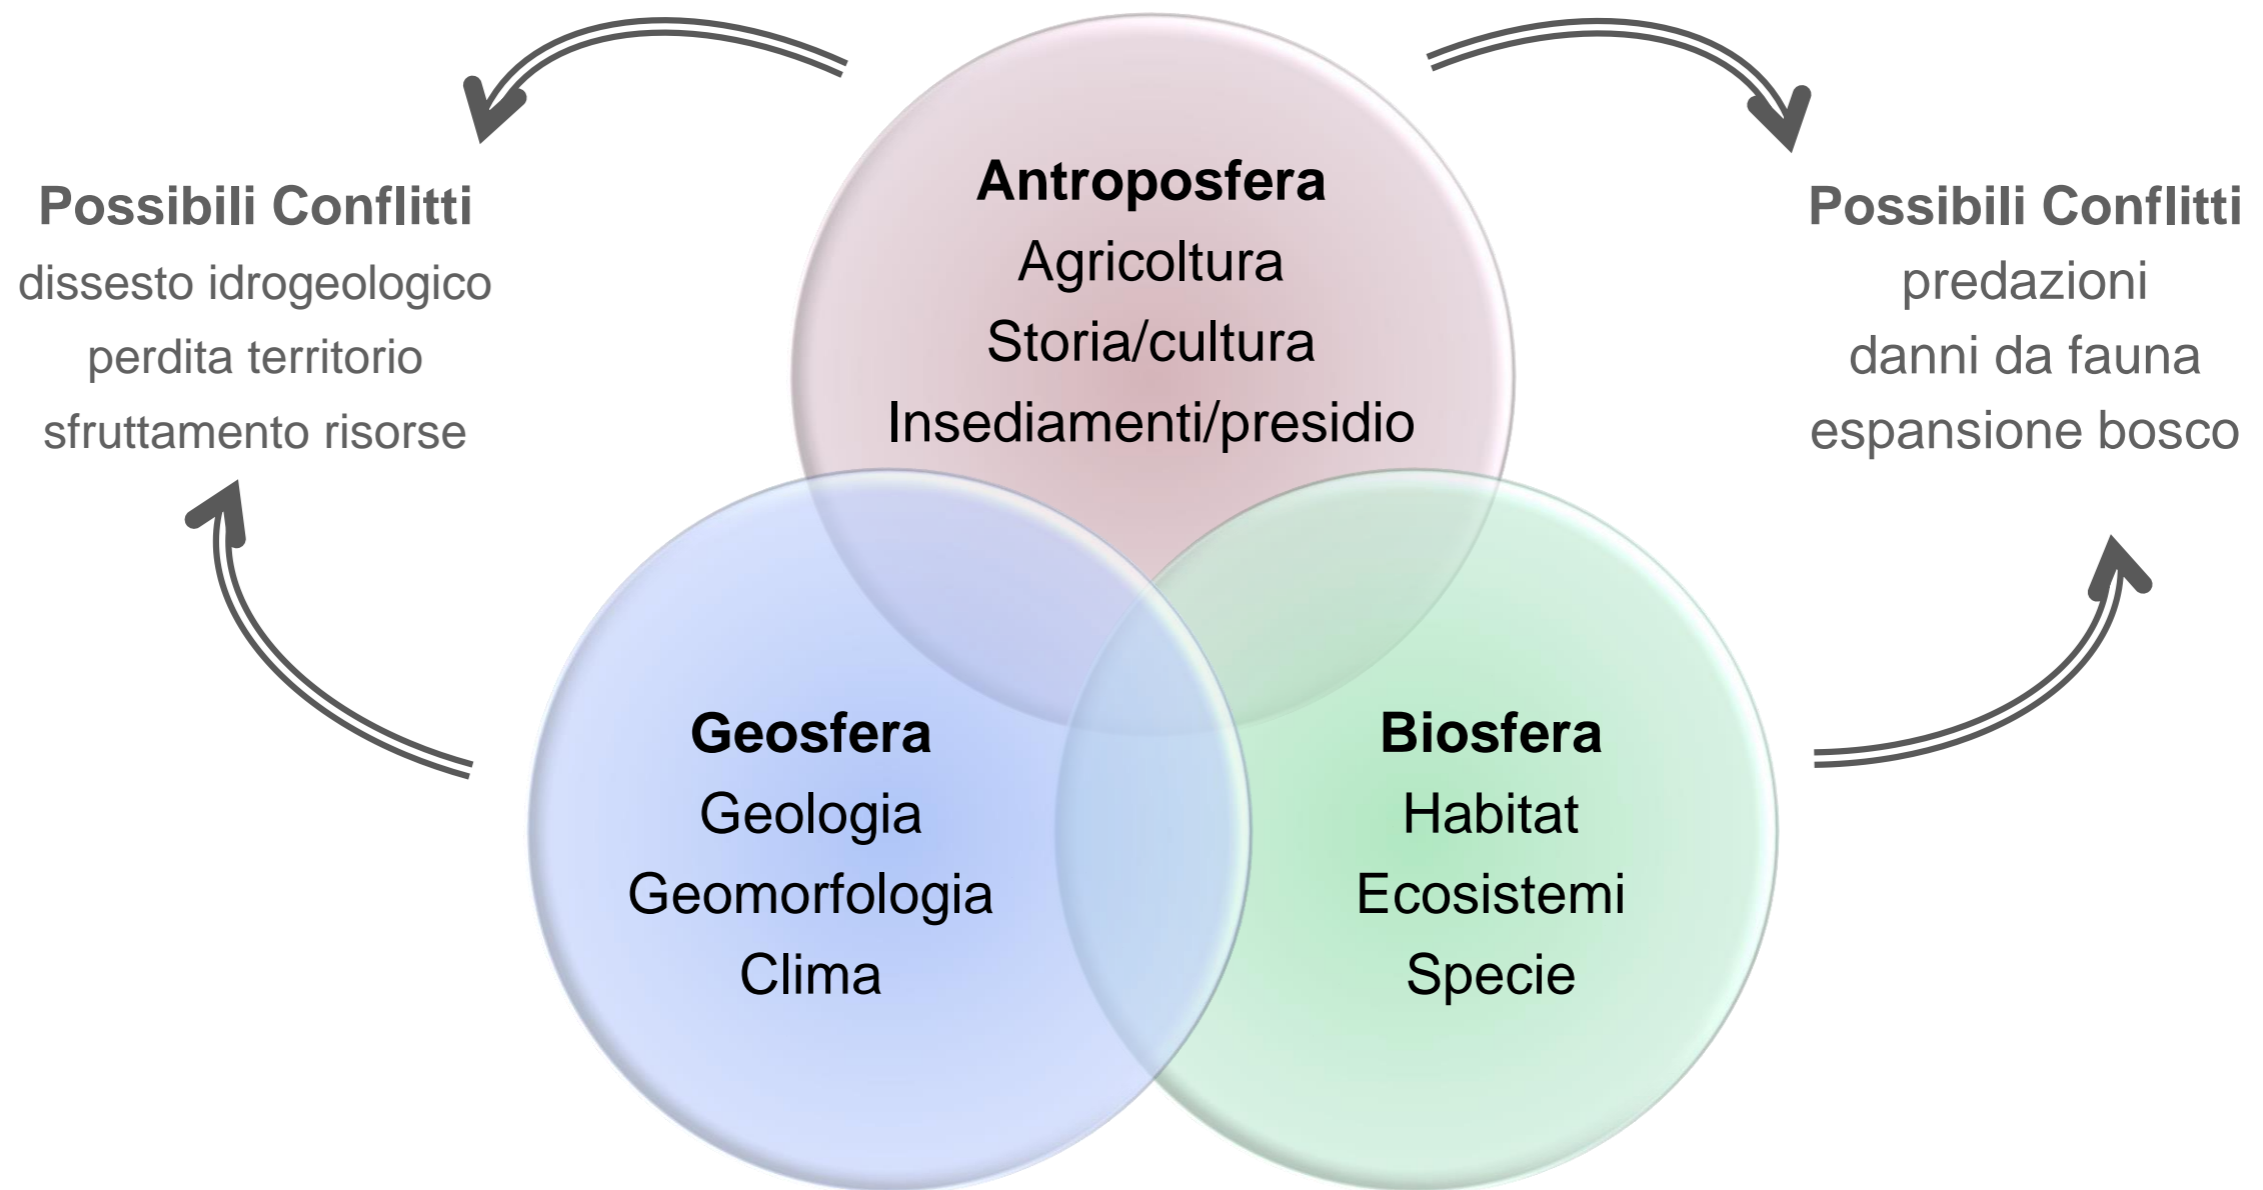 Possibili Conflitti
dissesto idrogeologico
perdita territorio
sfruttamento risorse
Antroposfera
Agricoltura
Storia/cultura
Insediamenti/presidio
Possibili Conflitti
predazioni
danni da fauna
espansione bosco
Geosfera
Geologia
Geomorfologia
Clima
Biosfera
Habitat
Ecosistemi
Specie